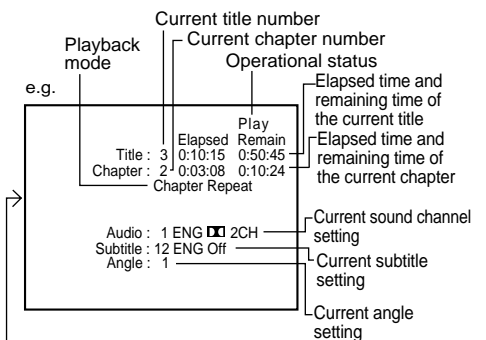 Current title number
Current chapter number
Playback
mode
Operational status
e.g.
Elapsed time and
remaining time of
the current title
Play
Elapsed Remain
Title : 3 0:10:15 0:50:45
Chapter : 2 0:03:08 0:10:24
Chapter Repeat
Elapsed time and
remaining time of
the current chapter
Audio : 1 ENG 2CH
Subtitle : 12 ENG Off
Angle : 1
Current sound channel
setting
Current subtitle
setting
Current angle
setting